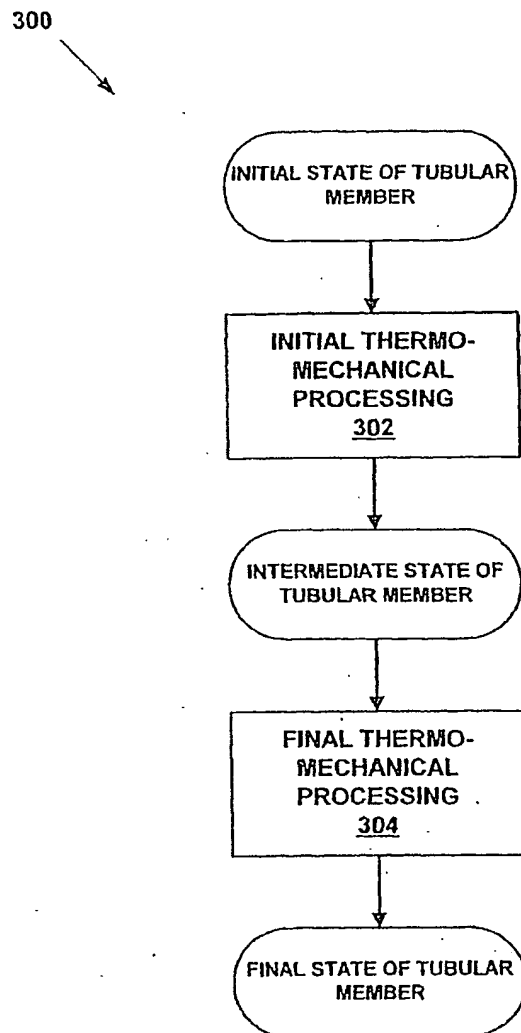 300
INITIAL STATE OF TUBULAR
MEMBER
INITIAL THERMO-
MECHANICAL
PROCESSING
302
INTERMEDIATE STATE OF
TUBULAR MEMBER
FINAL THERMO-
MECHANICAL
PROCESSING
304
FINAL STATE OF TUBULAR
MEMBER